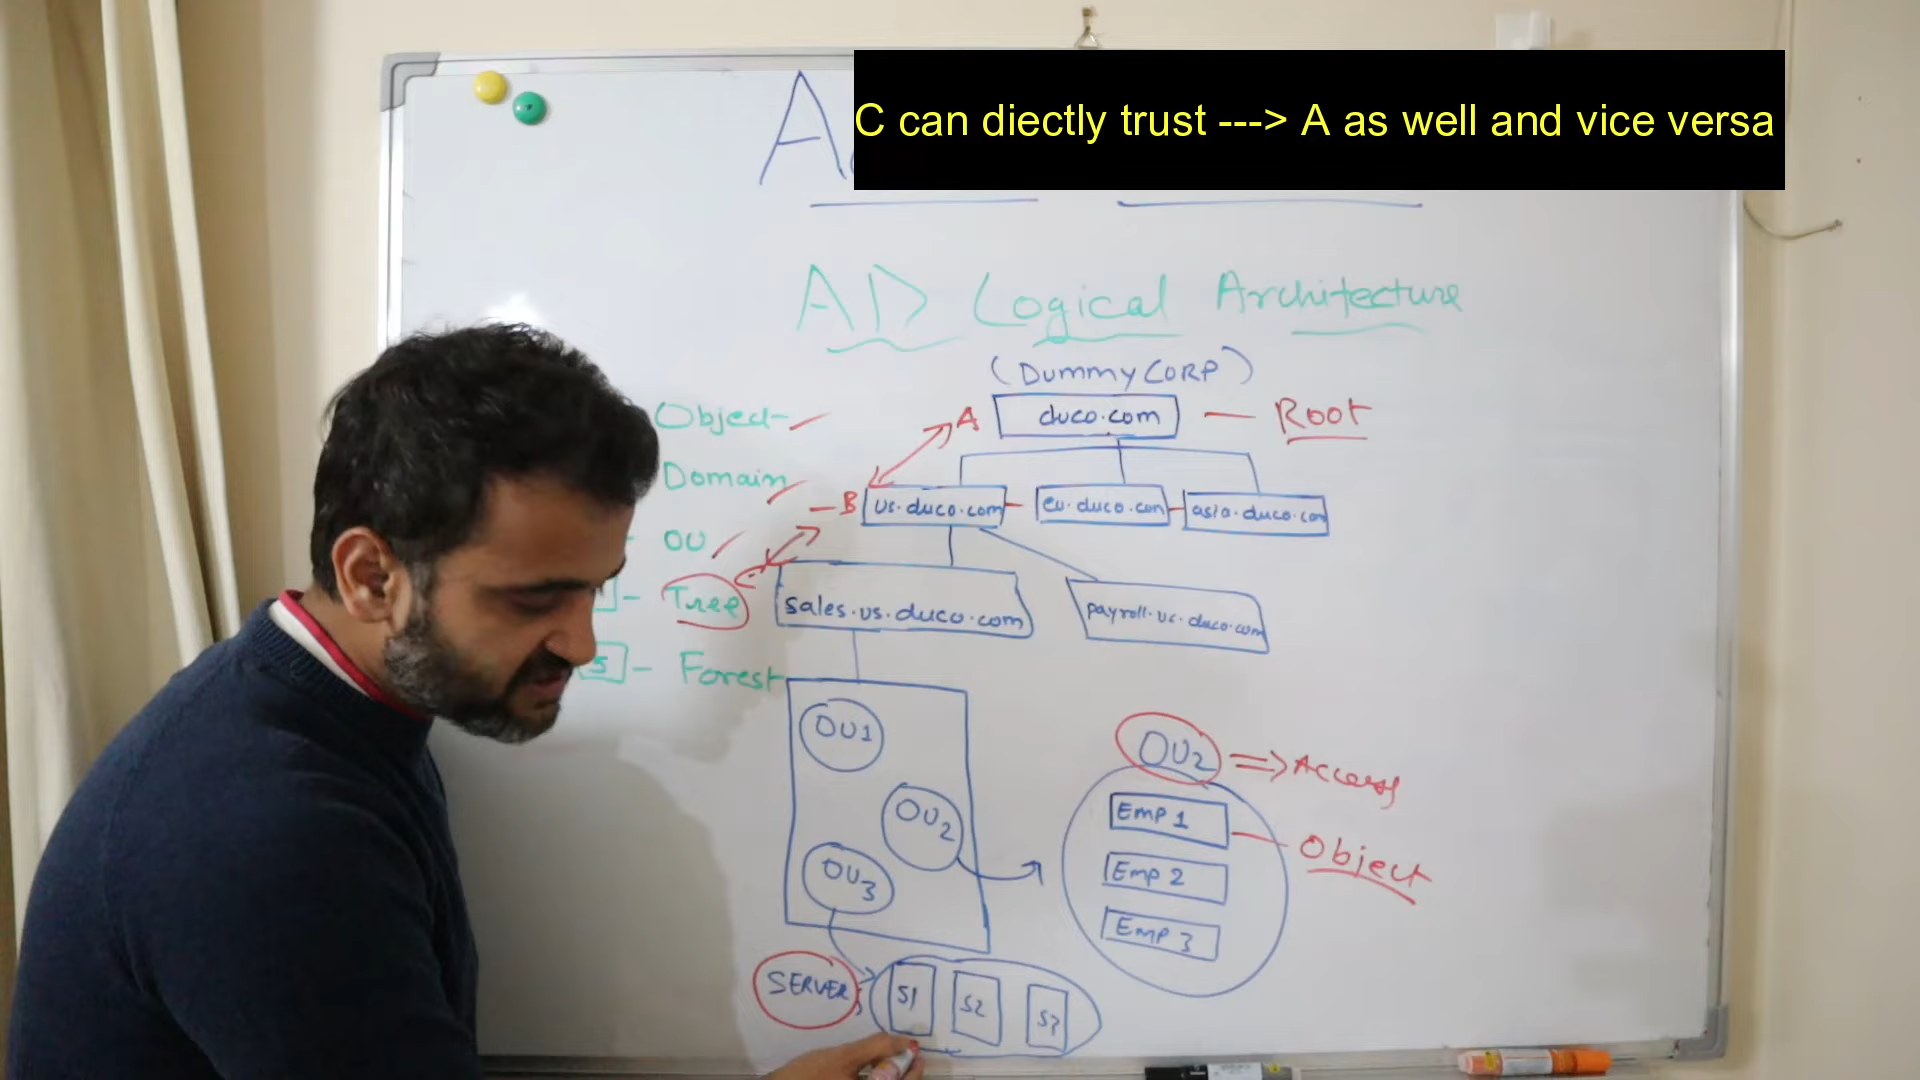 C can diectly trust ---> A as well and vice versa
A
AD Logical Architecture
(DummyCORP)
Object
A duco.com — Root
Domain
B us.duco.com
eu.duco.com
asia.duco.com
OU
- Tree
sales.us.duco.com
payroll.us.duco.com
5 - Forest
OU1
OU2
OU3
OU2 => Access
Emp 1
Object
Emp 2
Emp 3
SERVER
S1
S2
S3